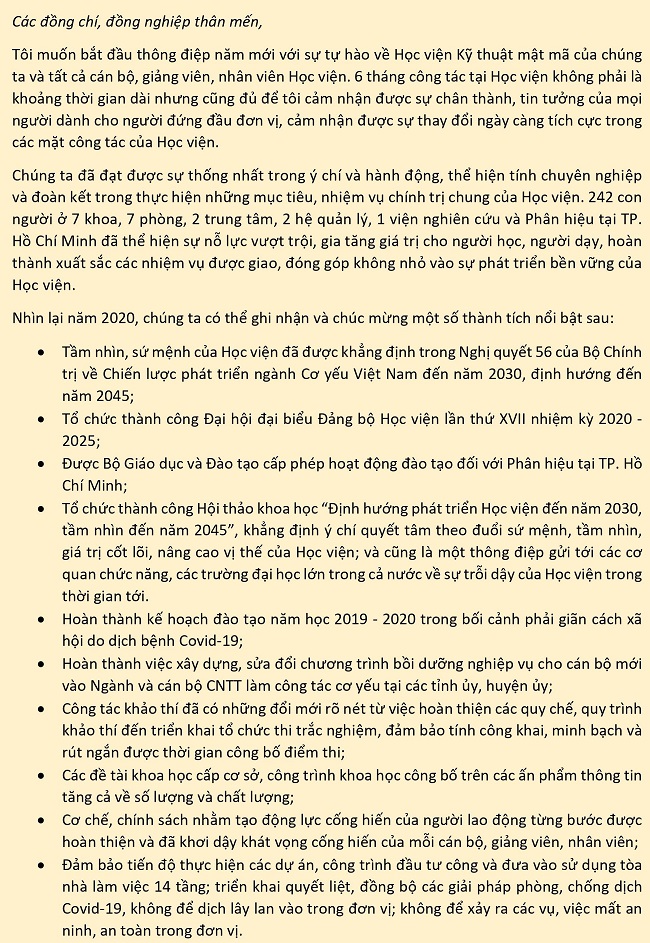 Các đồng chí, đồng nghiệp thân mến,
Tôi muốn bắt đầu thông điệp năm mới với sự tự hào về Học viện Kỹ thuật mật mã của chúng
ta và tất cả cán bộ, giảng viên, nhân viên Học viện. 6 tháng công tác tại Học viện không phải là
khoảng thời gian dài nhưng cũng đủ để tôi cảm nhận được sự chân thành, tin tưởng của mọi
người dành cho người đứng đầu đơn vị, cảm nhận được sự thay đổi ngày càng tích cực trong
các mặt công tác của Học viện.
Chúng ta đã đạt được sự thống nhất trong ý chí và hành động, thể hiện tính chuyên nghiệp
và đoàn kết trong thực hiện những mục tiêu, nhiệm vụ chính trị chung của Học viện. 242 con
người ở 7 khoa, 7 phòng, 2 trung tâm, 2 hệ quản lý, 1 viện nghiên cứu và Phân hiệu tại TP.
Hồ Chí Minh đã thể hiện sự nỗ lực vượt trội, gia tăng giá trị cho người học, người dạy, hoàn
thành xuất sắc các nhiệm vụ được giao, đóng góp không nhỏ vào sự phát triển bền vững của
Học viện.
Nhìn lại năm 2020, chúng ta có thể ghi nhận và chúc mừng một số thành tích nổi bật sau:
• Tầm nhìn, sứ mệnh của Học viện đã được khẳng định trong Nghị quyết 56 của Bộ Chính
trị về Chiến lược phát triển ngành Cơ yếu Việt Nam đến năm 2030, định hướng đến
năm 2045;
• Tổ chức thành công Đại hội đại biểu Đảng bộ Học viện lần thứ XVII nhiệm kỳ 2020 -
2025;
• Được Bộ Giáo dục và Đào tạo cấp phép hoạt động đào tạo đối với Phân hiệu tại TP. Hồ
Chí Minh;
• Tổ chức thành công Hội thảo khoa học “Định hướng phát triển Học viện đến năm 2030,
tầm nhìn đến năm 2045”, khẳng định ý chí quyết tâm theo đuổi sứ mệnh, tầm nhìn,
giá trị cốt lõi, nâng cao vị thế của Học viện; và cũng là một thông điệp gửi tới các cơ
quan chức năng, các trường đại học lớn trong cả nước về sự trỗi dậy của Học viện trong
thời gian tới.
• Hoàn thành kế hoạch đào tạo năm học 2019 - 2020 trong bối cảnh phải giãn cách xã
hội do dịch bệnh Covid-19;
• Hoàn thành việc xây dựng, sửa đổi chương trình bồi dưỡng nghiệp vụ cho cán bộ mới
vào Ngành và cán bộ CNTT làm công tác cơ yếu tại các tỉnh ủy, huyện ủy;
• Công tác khảo thí đã có những đổi mới rõ nét từ việc hoàn thiện các quy chế, quy trình
khảo thí đến triển khai tổ chức thi trắc nghiệm, đảm bảo tính công khai, minh bạch và
rút ngắn được thời gian công bố điểm thi;
• Các đề tài khoa học cấp cơ sở, công trình khoa học công bố trên các ấn phẩm thông tin
tăng cả về số lượng và chất lượng;
• Cơ chế, chính sách nhằm tạo động lực cống hiến của người lao động từng bước được
hoàn thiện và đã khơi dậy khát vọng cống hiến của mỗi cán bộ, giảng viên, nhân viên;
• Đảm bảo tiến độ thực hiện các dự án, công trình đầu tư công và đưa vào sử dụng tòa
nhà làm việc 14 tầng; triển khai quyết liệt, đồng bộ các giải pháp phòng, chống dịch
Covid-19, không để dịch lây lan vào trong đơn vị; không để xảy ra các vụ, việc mất an
ninh, an toàn trong đơn vị.